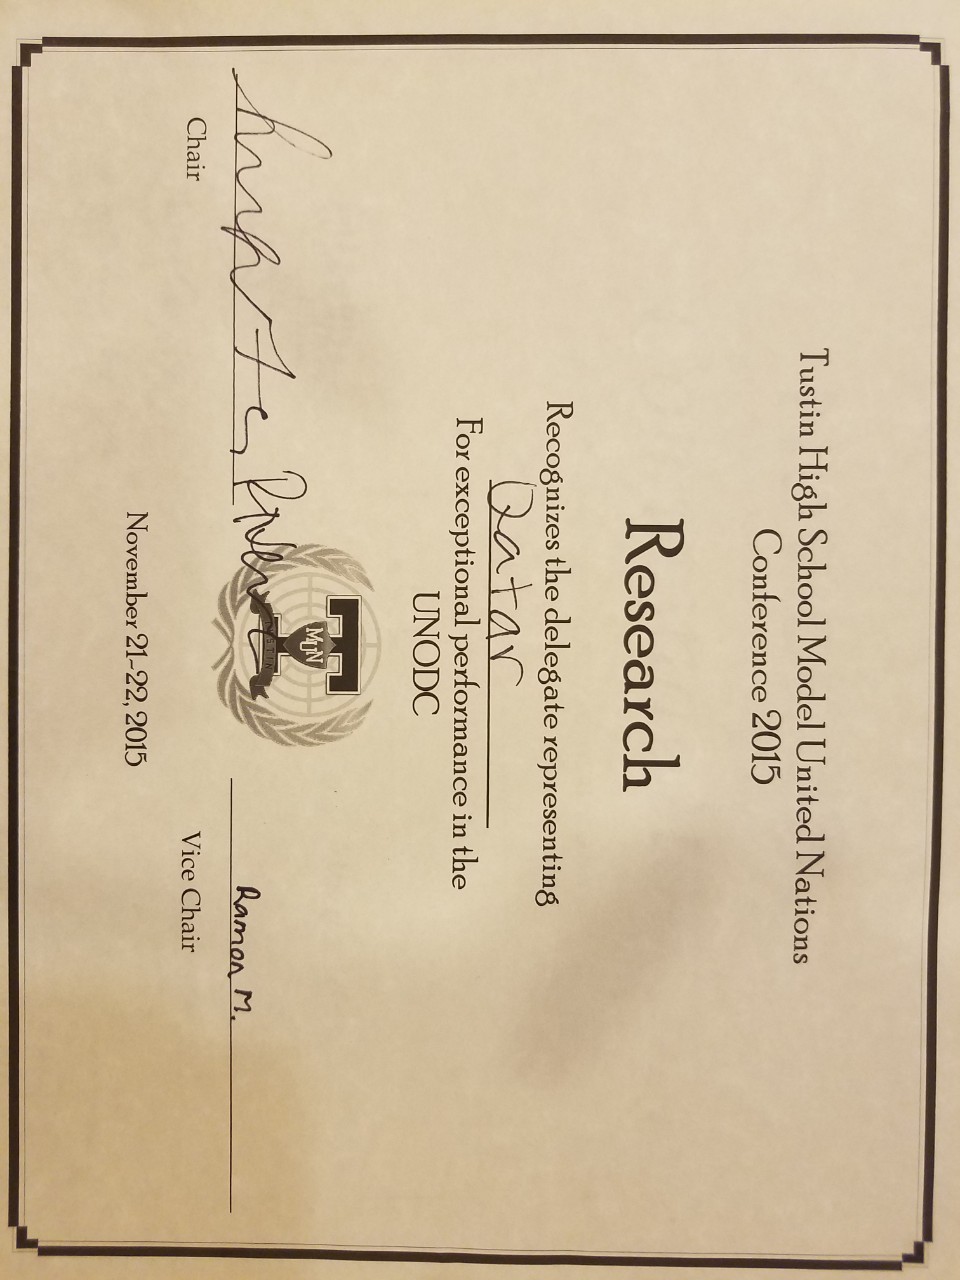 Tustin High School Model United Nations
Conference 2015
Research
Recognizes the delegate representing
Qatar
For exceptional performance in the
UNODC
MUN
TUSTIN
Ramon M.
Chair
Vice Chair
November 21-22, 2015